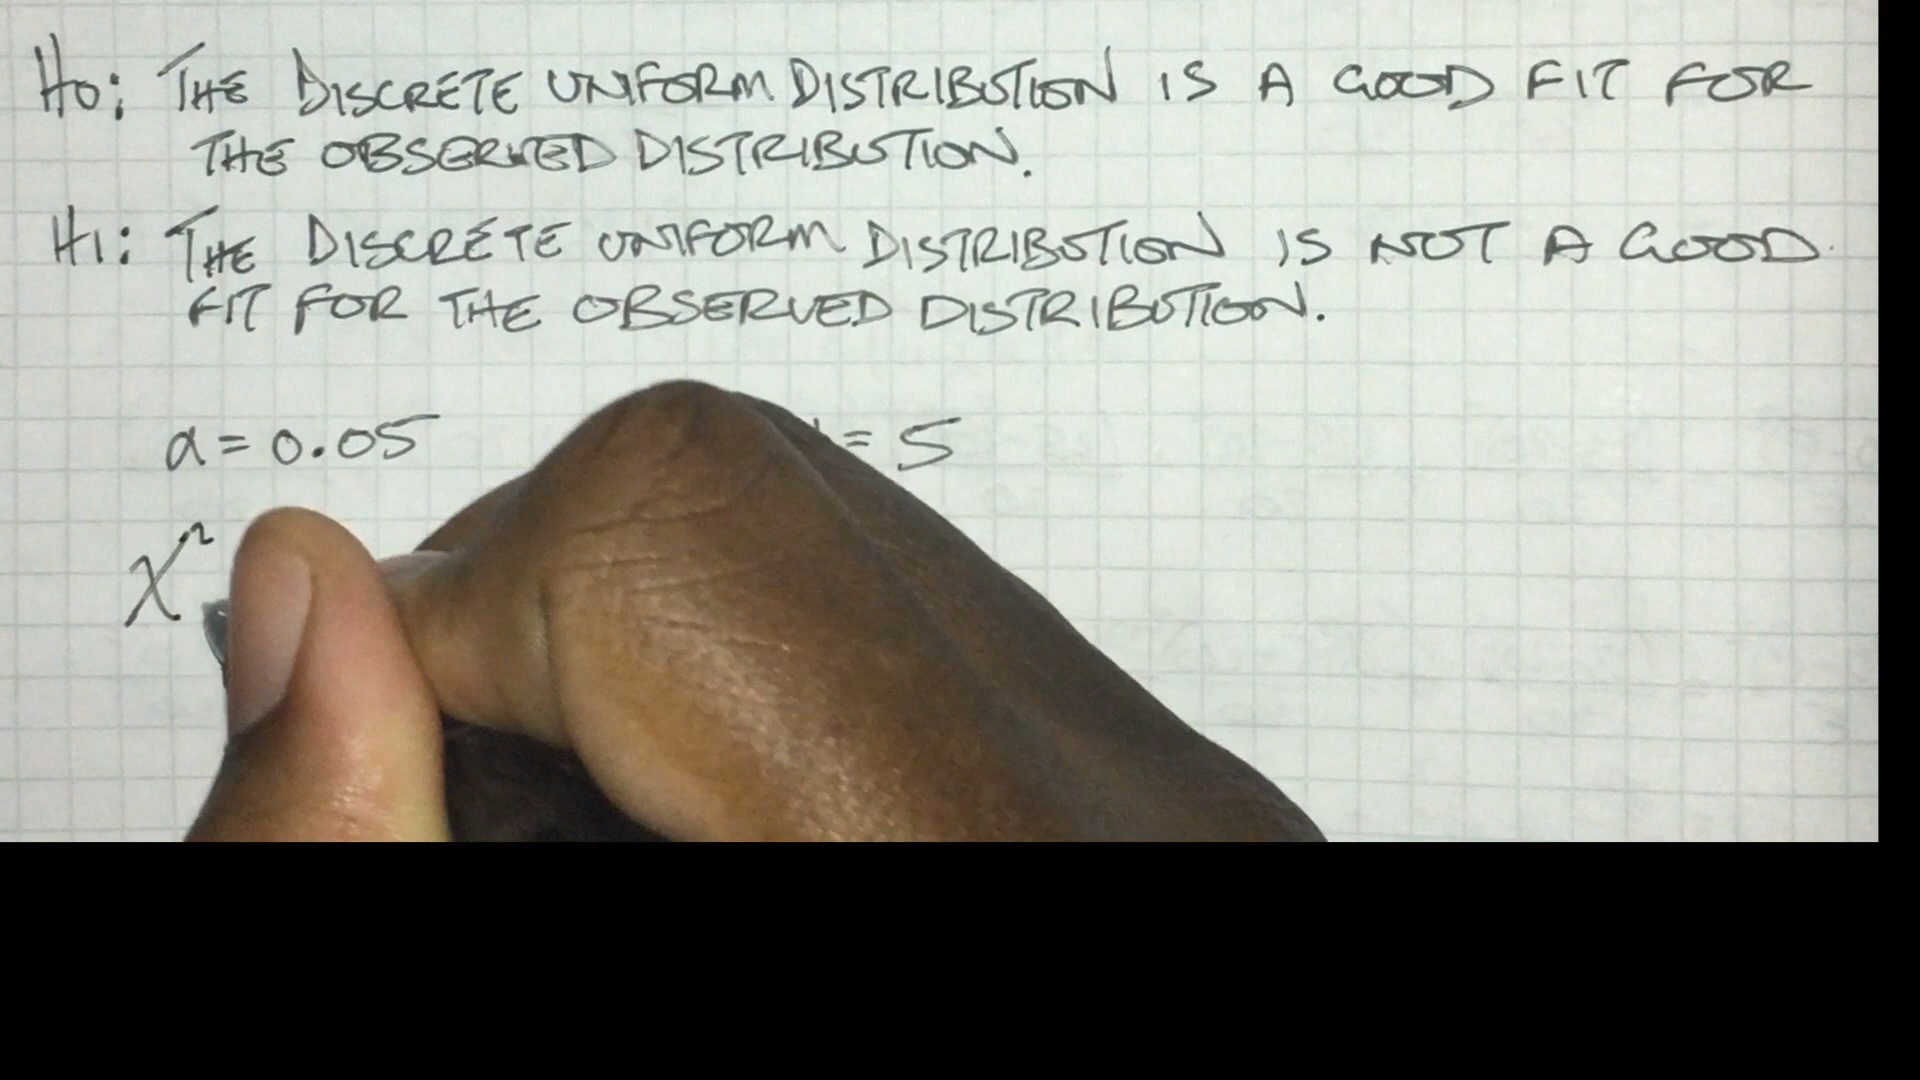 H0: THE DISCRETE UNIFORM DISTRIBUTION IS A GOOD FIT FOR
THE OBSERVED DISTRIBUTION.
H1: THE DISCRETE UNIFORM DISTRIBUTION IS NOT A GOOD
FIT FOR THE OBSERVED DISTRIBUTION.
α = 0.05 = 5
χ²